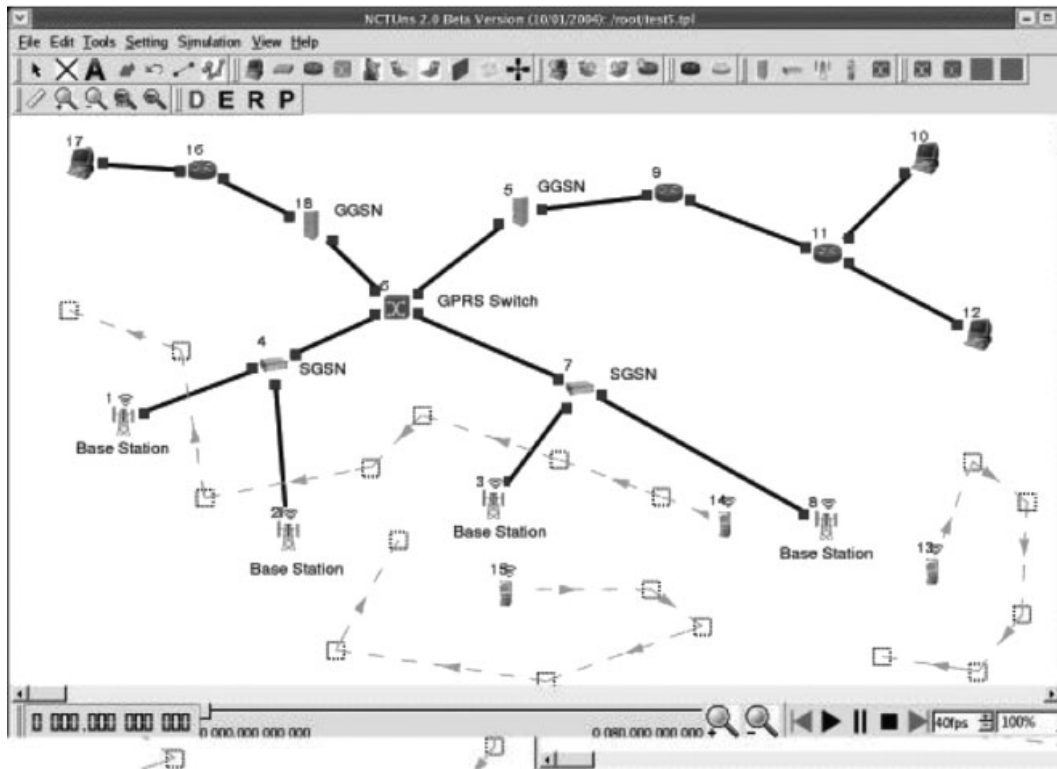 NCTUns 2.0 Beta Version (10/01/2004): /root/test5.tpl
File Edit Tools Setting Simulation View Help
A
D E R P
17
16
10
18
GGSN
5
GGSN
9
11
6
GPRS Switch
12
4
SGSN
7
SGSN
1
Base Station
3
14
8
2
Base Station
Base Station
Base Station
13
15
0 000.000 000 000
0 000.000.000.000
0 080.000.000.000
40fps
100%